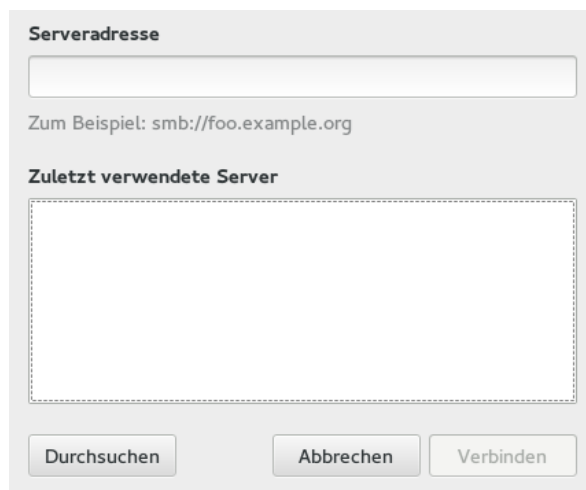 Serveradresse
Zum Beispiel: smb://foo.example.org
Zuletzt verwendete Server
Durchsuchen Abbrechen Verbinden